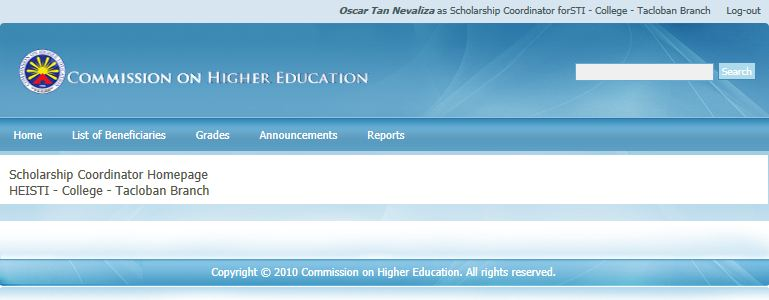 Oscar Tan Nevaliza as Scholarship Coordinator forSTI - College - Tacloban Branch Log-out
COMMISSION ON HIGHER EDUCATION
Search
Home List of Beneficiaries Grades Announcements Reports
Scholarship Coordinator Homepage
HEISTI - College - Tacloban Branch
Copyright © 2010 Commission on Higher Education. All rights reserved.